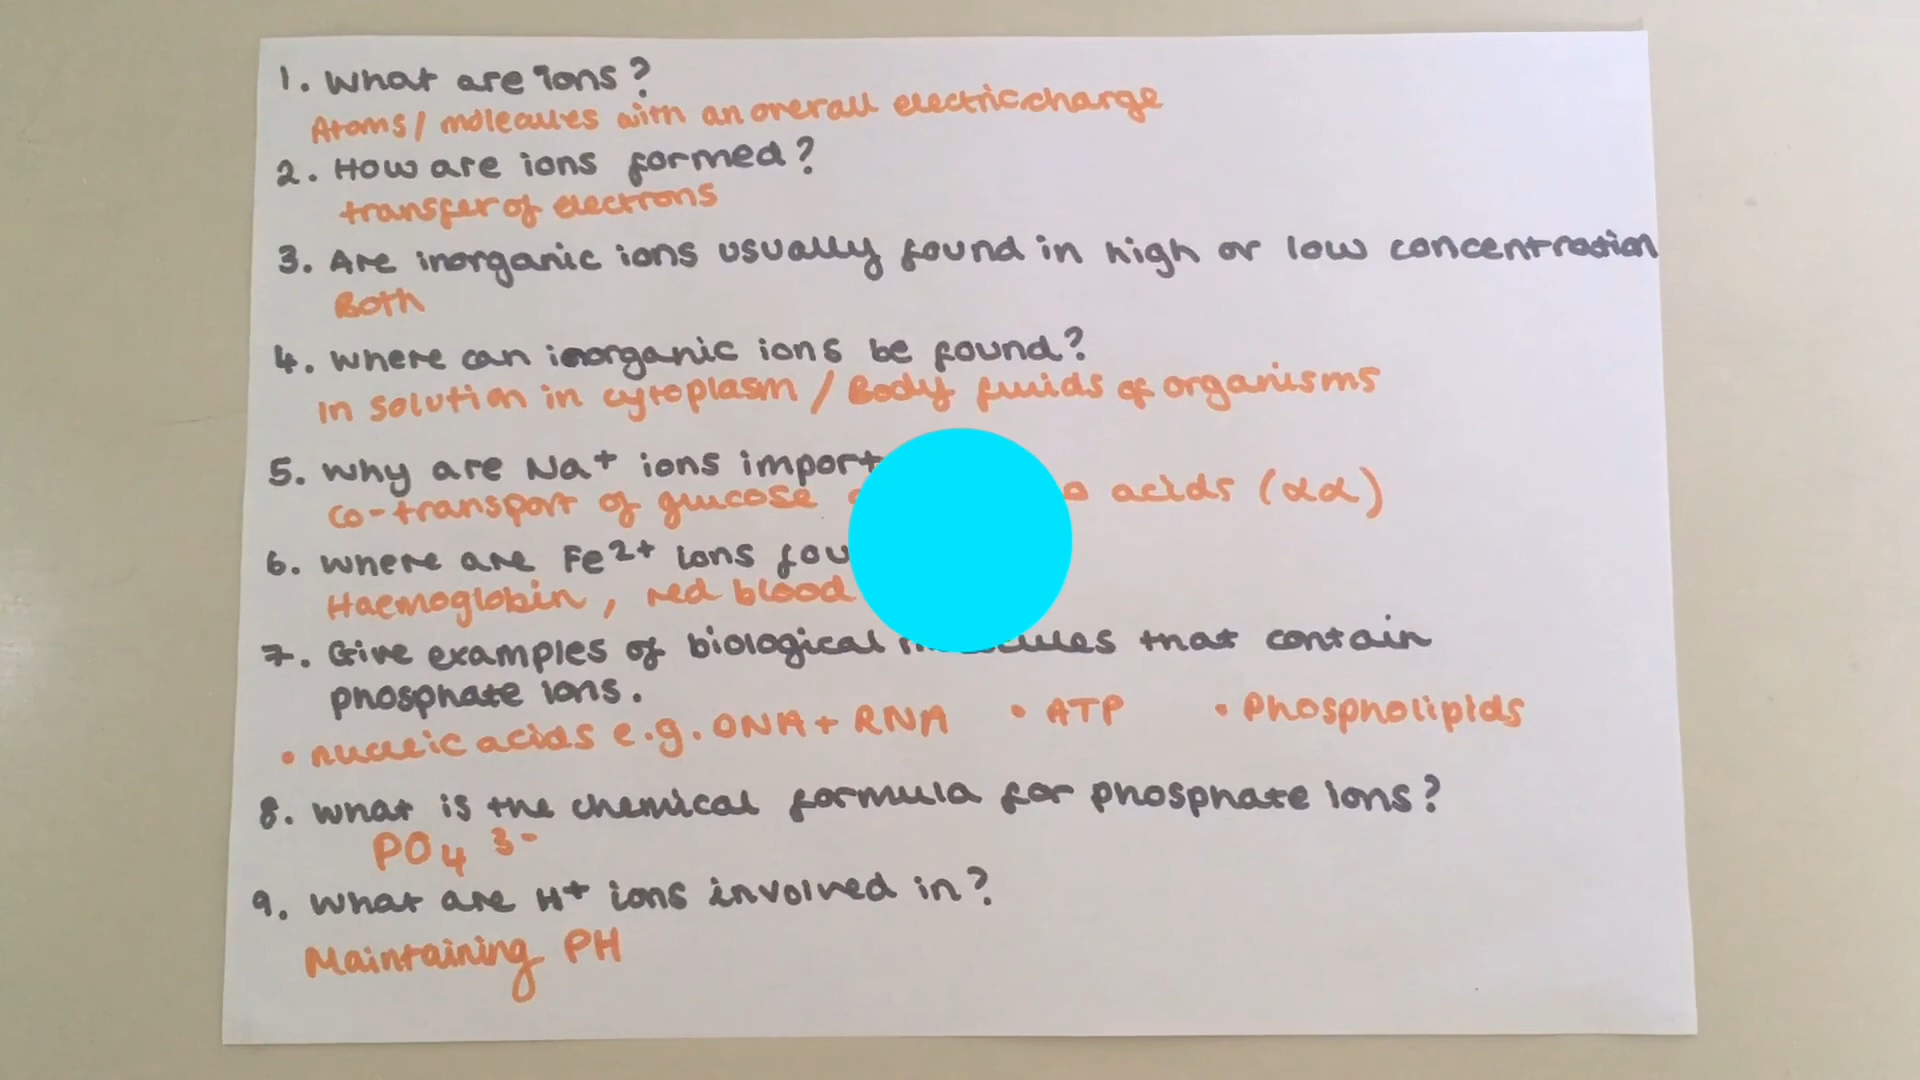 1. What are ions?
Atoms/ molecules with an overall electric charge
2. How are ions formed?
transfer of electrons
3. Are inorganic ions usually found in high or low concentration
Both
4. Where can inorganic ions be found?
In solution in cytoplasm / Body fluids of organisms
5. Why are Na+ ions
co-transport of glucose acids (αα)
6. Where are Fe2+ ions
Haemoglobin, red blood
7. Give examples of biological that contain
phosphate ions.
• nucleic acids e.g. DNA + RNA • ATP • Phospholipids
8. What is the chemical formula for phosphate ions?
PO4 3-
9. What are H+ ions involved in?
Maintaining PH